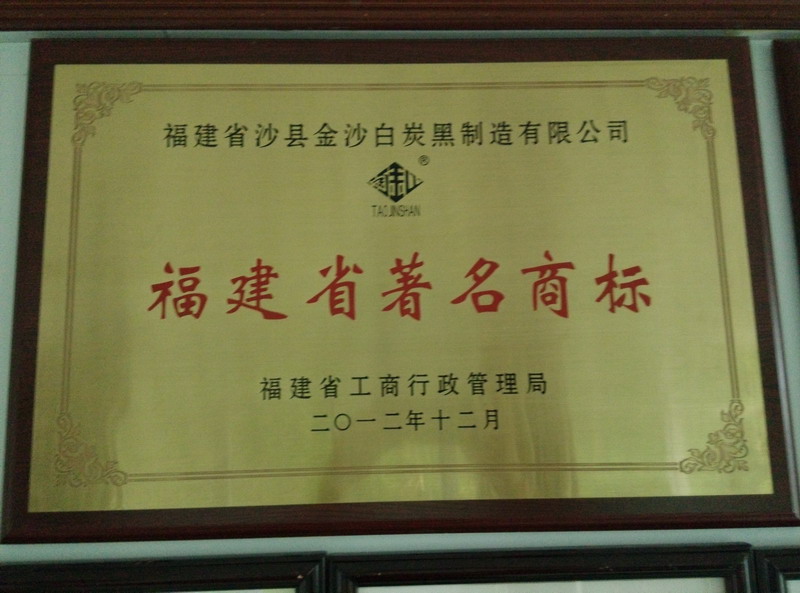 福建省沙县金沙白炭黑制造有限公司
®
TAOJINSHAN
福建省著名商标
福建省工商行政管理局
二〇一二年十二月